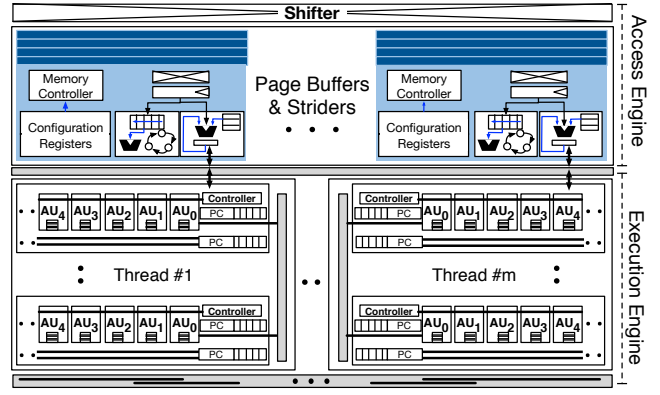 Shifter
Access Engine
Memory
Controller
Configuration
Registers
Page Buffers
& Striders
Memory
Controller
Configuration
Registers
Execution Engine
AU4 AU3 AU2 AU1 AU0
Controller
PC
PC
Controller
PC
PC
AU0 AU1 AU2 AU3 AU4
Thread #1
Thread #m
AU4 AU3 AU2 AU1 AU0
Controller
PC
PC
Controller
PC
PC
AU0 AU1 AU2 AU3 AU4